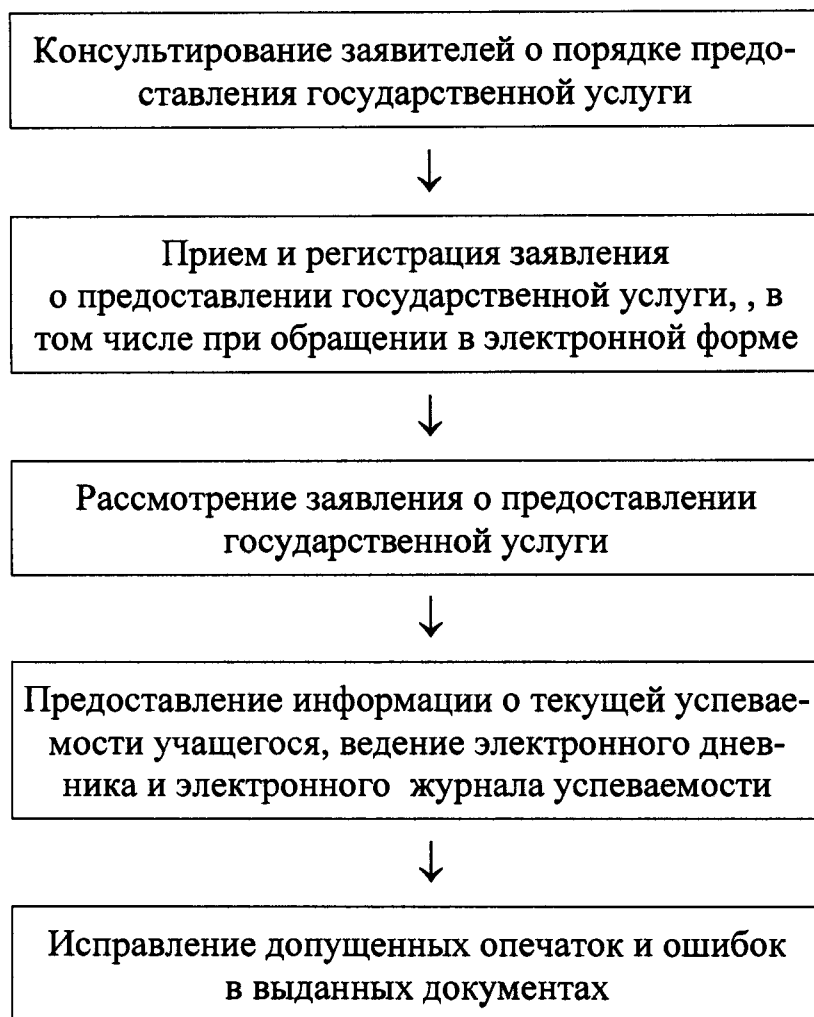 Консультирование заявителей о порядке предо-
ставления государственной услуги
↓
Прием и регистрация заявления
о предоставлении государственной услуги, , в
том числе при обращении в электронной форме
↓
Рассмотрение заявления о предоставлении
государственной услуги
↓
Предоставление информации о текущей успевае-
мости учащегося, ведение электронного днев-
ника и электронного журнала успеваемости
↓
Исправление допущенных опечаток и ошибок
в выданных документах